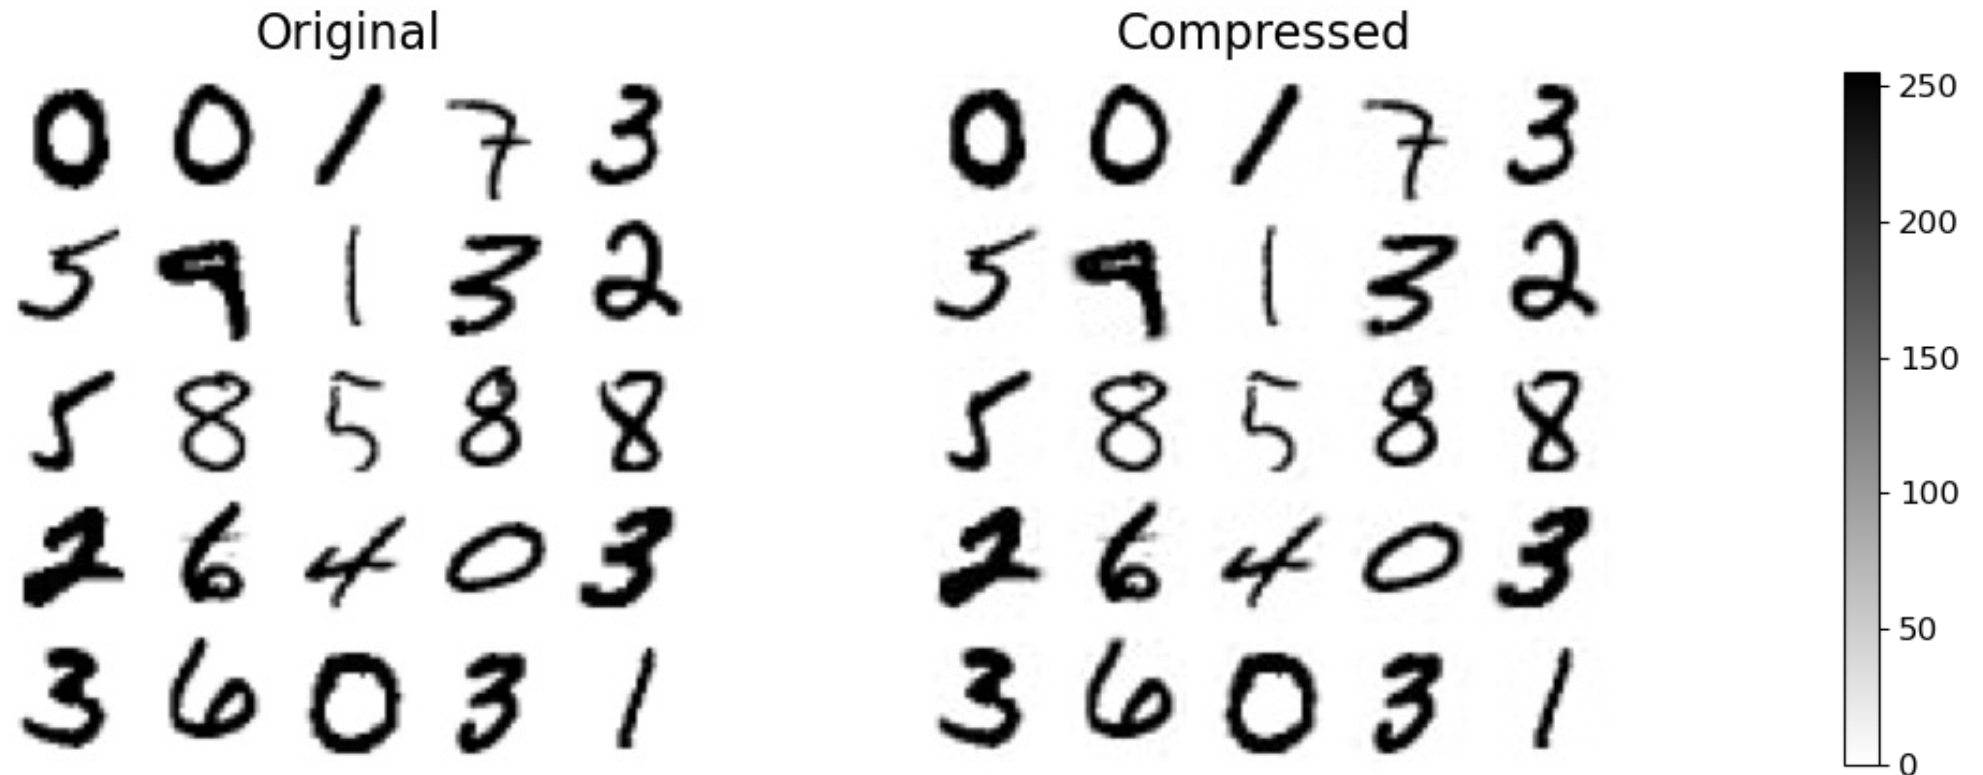 Original Compressed
0 0 1 7 3 0 0 1 7 3 250
5 9 1 3 2 5 9 1 3 2 200
5 8 5 8 8 5 8 5 8 8 150
2 6 4 0 3 2 6 4 0 3 100
3 6 0 3 1 3 6 0 3 1 50
0